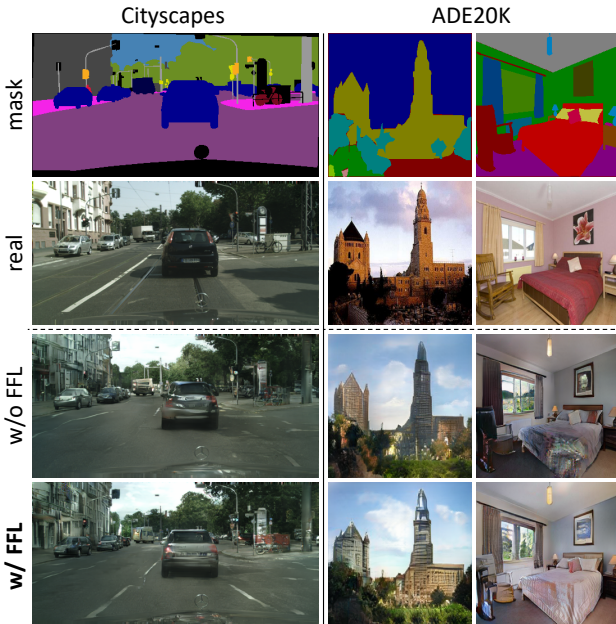 Cityscapes
ADE20K
mask
real
w/o FFL
w/ FFL